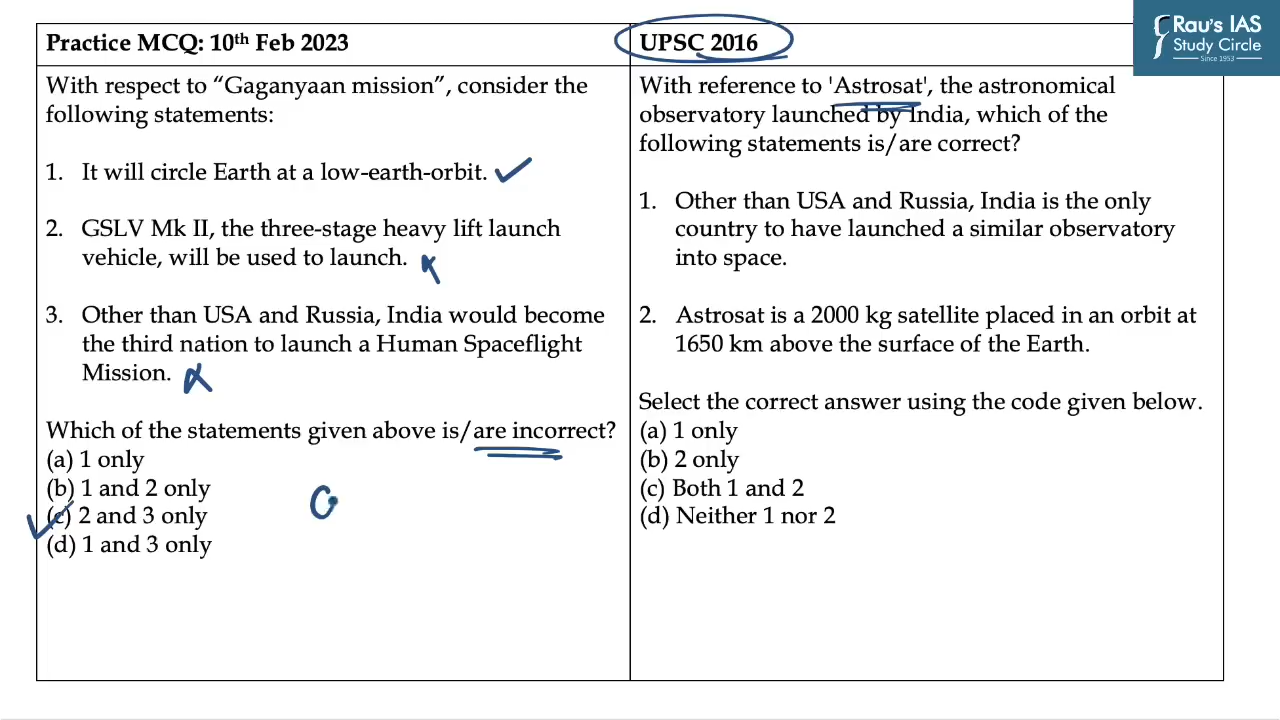 Rau's IAS
Study Circle
Since 1953
Practice MCQ: 10th Feb 2023
With respect to “Gaganyaan mission”, consider the
following statements:
1. It will circle Earth at a low-earth-orbit.
2. GSLV Mk II, the three-stage heavy lift launch
vehicle, will be used to launch.
3. Other than USA and Russia, India would become
the third nation to launch a Human Spaceflight
Mission.
Which of the statements given above is/are incorrect?
(a) 1 only
(b) 1 and 2 only
(c) 2 and 3 only
(d) 1 and 3 only
UPSC 2016
With reference to 'Astrosat', the astronomical
observatory launched by India, which of the
following statements is/are correct?
1. Other than USA and Russia, India is the only
country to have launched a similar observatory
into space.
2. Astrosat is a 2000 kg satellite placed in an orbit at
1650 km above the surface of the Earth.
Select the correct answer using the code given below.
(a) 1 only
(b) 2 only
(c) Both 1 and 2
(d) Neither 1 nor 2